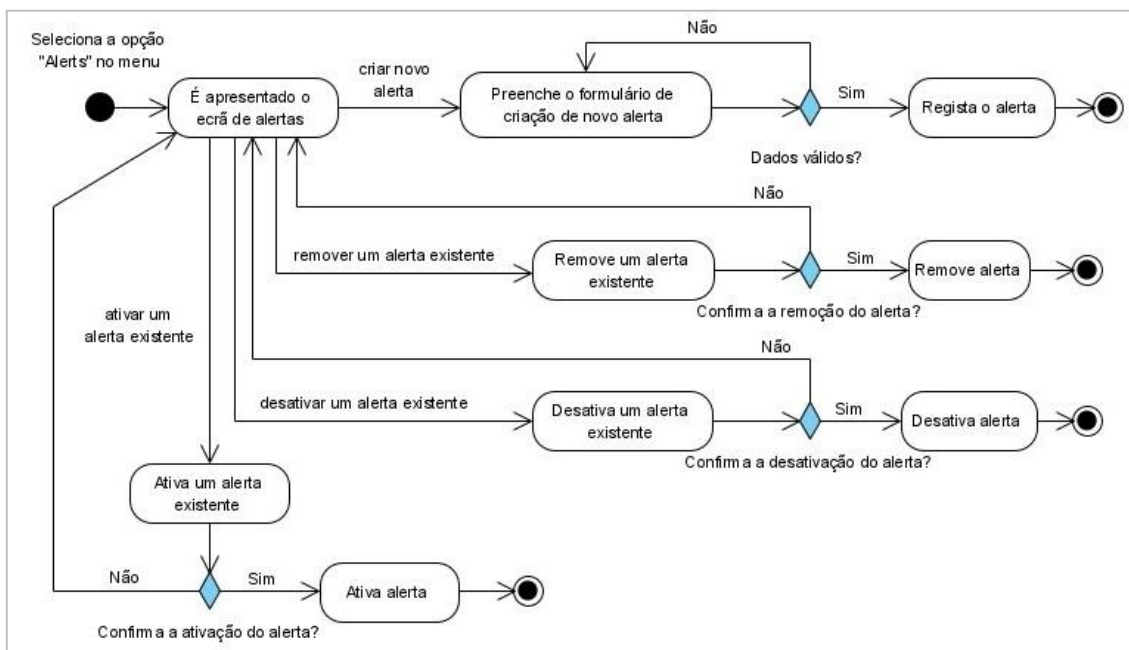 Seleciona a opção
"Alerts" no menu
É apresentado o
ecrã de alertas
criar novo
alerta
Preenche o formulário de
criação de novo alerta
Não
Sim
Regista o alerta
Dados válidos?
Não
remover um alerta existente
Remove um alerta
existente
Sim
Remove alerta
Confirma a remoção do alerta?
ativar um
alerta existente
Não
desativar um alerta existente
Desativa um alerta
existente
Sim
Desativa alerta
Confirma a desativação do alerta?
Ativa um alerta
existente
Não
Sim
Ativa alerta
Confirma a ativação do alerta?